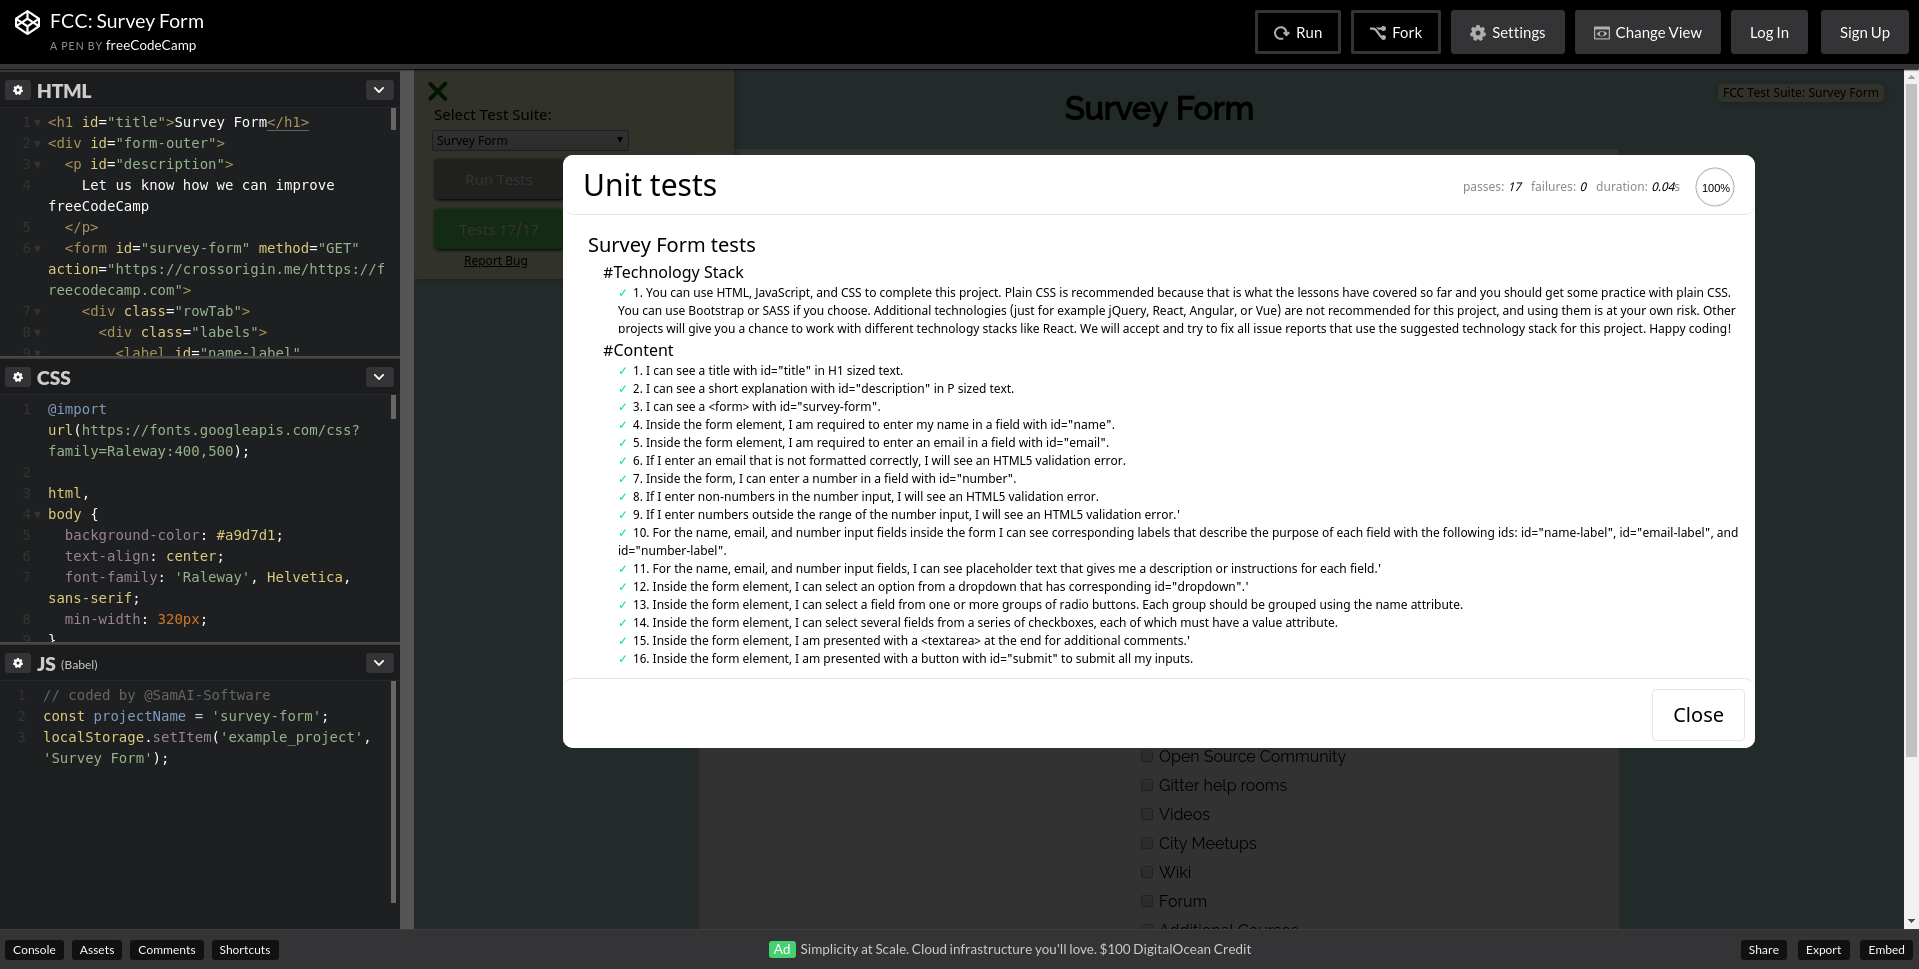 FCC: Survey Form
A PEN BY freeCodeCamp
Run
Fork
Settings
Change View
Log In
Sign Up
HTML
1 <h1 id="title">Survey Form</h1>
2 <div id="form-outer">
3 <p id="description">
4 Let us know how we can improve
freeCodeCamp
5 </p>
6 <form id="survey-form" method="GET"
action="https://crossorigin.me/https://f
reecodecamp.com">
7 <div class="rowTab">
8 <div class="labels">
9 <label id="name-label"
CSS
1 @import
url(https://fonts.googleapis.com/css?
family=Raleway:400,500);
2
3 html,
4 body {
5 background-color: #a9d7d1;
6 text-align: center;
7 font-family: 'Raleway', Helvetica,
sans-serif;
8 min-width: 320px;
9 }
JS (Babel)
1 // coded by @SamAI-Software
2 const projectName = 'survey-form';
3 localStorage.setItem('example_project',
'Survey Form');
Select Test Suite:
Survey Form
Run Tests
Tests 17/17
Report Bug
Survey Form
FCC Test Suite: Survey Form
Unit tests
passes: 17 failures: 0 duration: 0.04s
100%
Survey Form tests
#Technology Stack
✓ 1. You can use HTML, JavaScript, and CSS to complete this project. Plain CSS is recommended because that is what the lessons have covered so far and you should get some practice with plain CSS.
You can use Bootstrap or SASS if you choose. Additional technologies (just for example jQuery, React, Angular, or Vue) are not recommended for this project, and using them is at your own risk. Other
projects will give you a chance to work with different technology stacks like React. We will accept and try to fix all issue reports that use the suggested technology stack for this project. Happy coding!
#Content
✓ 1. I can see a title with id="title" in H1 sized text.
✓ 2. I can see a short explanation with id="description" in P sized text.
✓ 3. I can see a <form> with id="survey-form".
✓ 4. Inside the form element, I am required to enter my name in a field with id="name".
✓ 5. Inside the form element, I am required to enter an email in a field with id="email".
✓ 6. If I enter an email that is not formatted correctly, I will see an HTML5 validation error.
✓ 7. Inside the form, I can enter a number in a field with id="number".
✓ 8. If I enter non-numbers in the number input, I will see an HTML5 validation error.
✓ 9. If I enter numbers outside the range of the number input, I will see an HTML5 validation error.'
✓ 10. For the name, email, and number input fields inside the form I can see corresponding labels that describe the purpose of each field with the following ids: id="name-label", id="email-label", and
id="number-label".
✓ 11. For the name, email, and number input fields, I can see placeholder text that gives me a description or instructions for each field.'
✓ 12. Inside the form element, I can select an option from a dropdown that has corresponding id="dropdown".'
✓ 13. Inside the form element, I can select a field from one or more groups of radio buttons. Each group should be grouped using the name attribute.
✓ 14. Inside the form element, I can select several fields from a series of checkboxes, each of which must have a value attribute.
✓ 15. Inside the form element, I am presented with a <textarea> at the end for additional comments.'
✓ 16. Inside the form element, I am presented with a button with id="submit" to submit all my inputs.
Close
Open Source Community
Gitter help rooms
Videos
City Meetups
Wiki
Forum
Additional Courses
Console
Assets
Comments
Shortcuts
Ad Simplicity at Scale. Cloud infrastructure you'll love. $100 DigitalOcean Credit
Share
Export
Embed